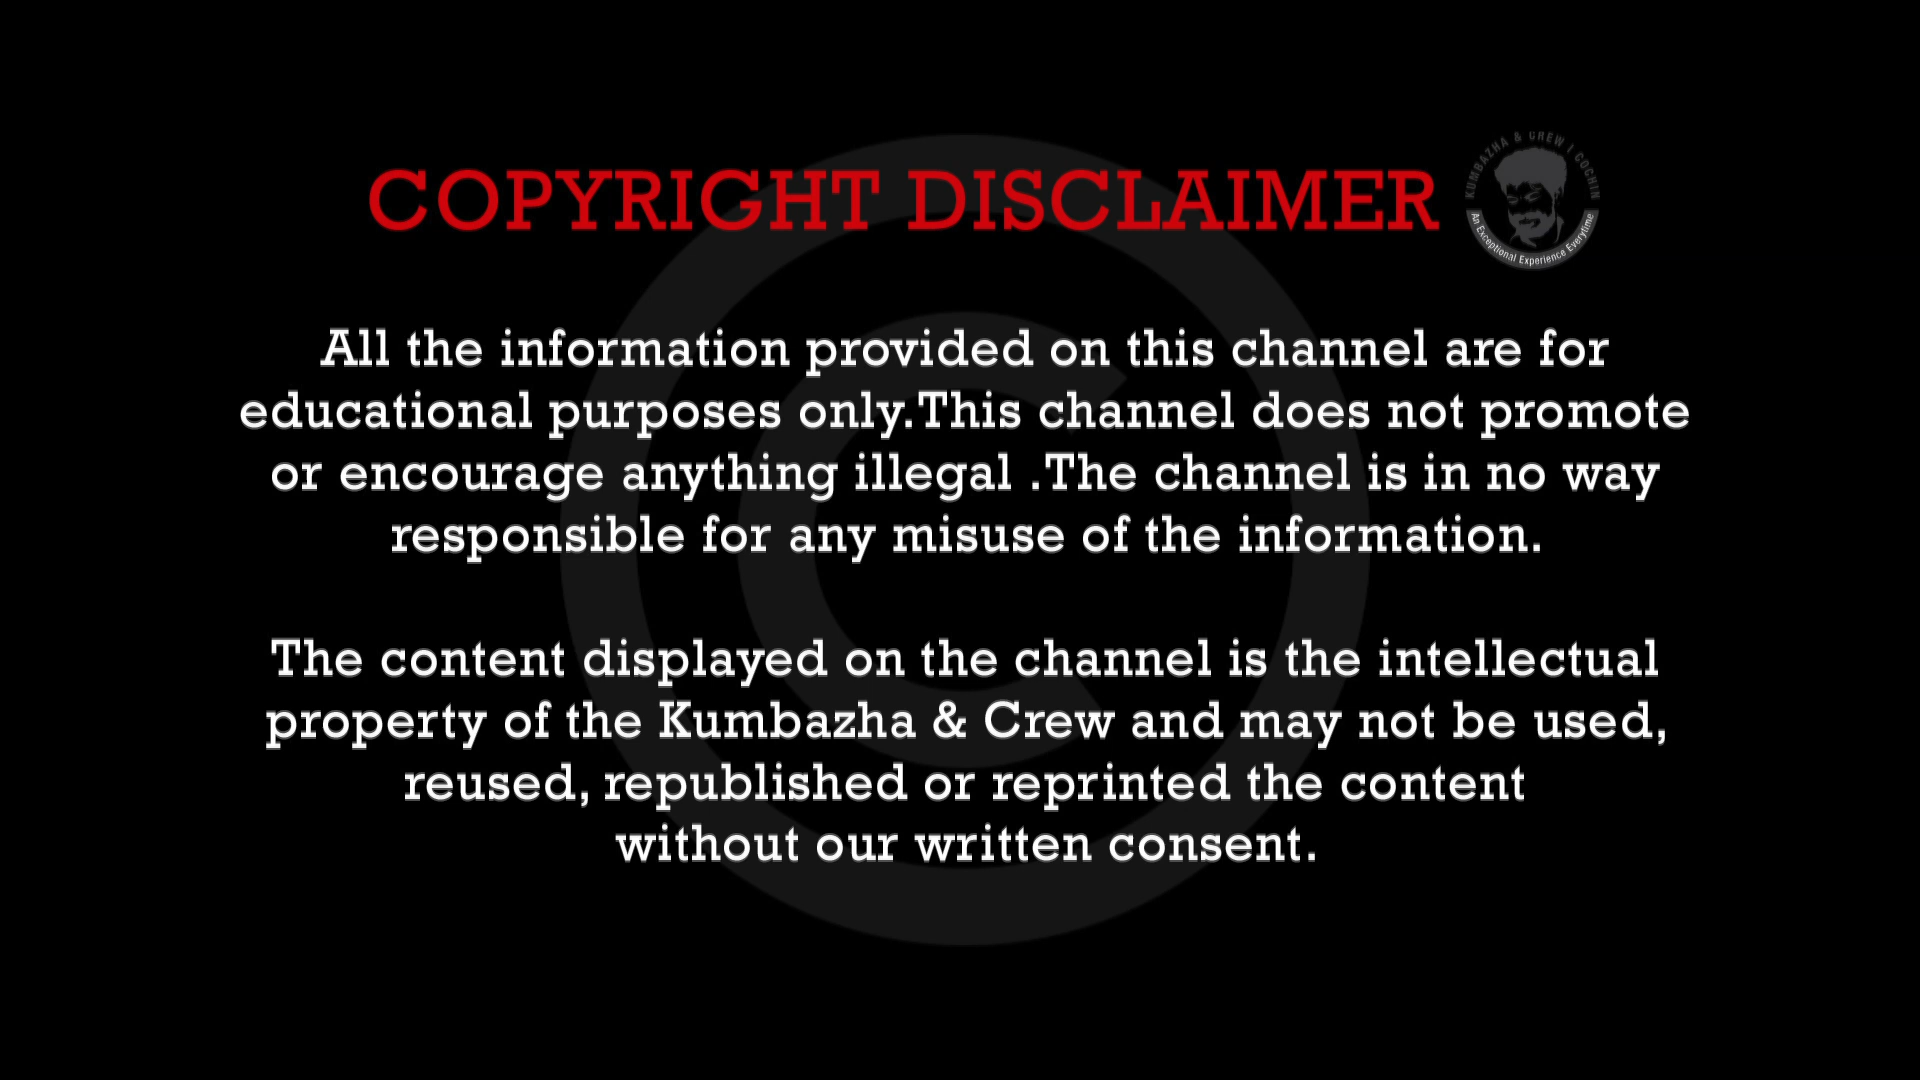 COPYRIGHT DISCLAIMER
KUMBAZHA & CREW | COCHIN
An Exceptional Experience Everytime
All the information provided on this channel are for
educational purposes only.This channel does not promote
or encourage anything illegal .The channel is in no way
responsible for any misuse of the information.
The content displayed on the channel is the intellectual
property of the Kumbazha & Crew and may not be used,
reused, republished or reprinted the content
without our written consent.